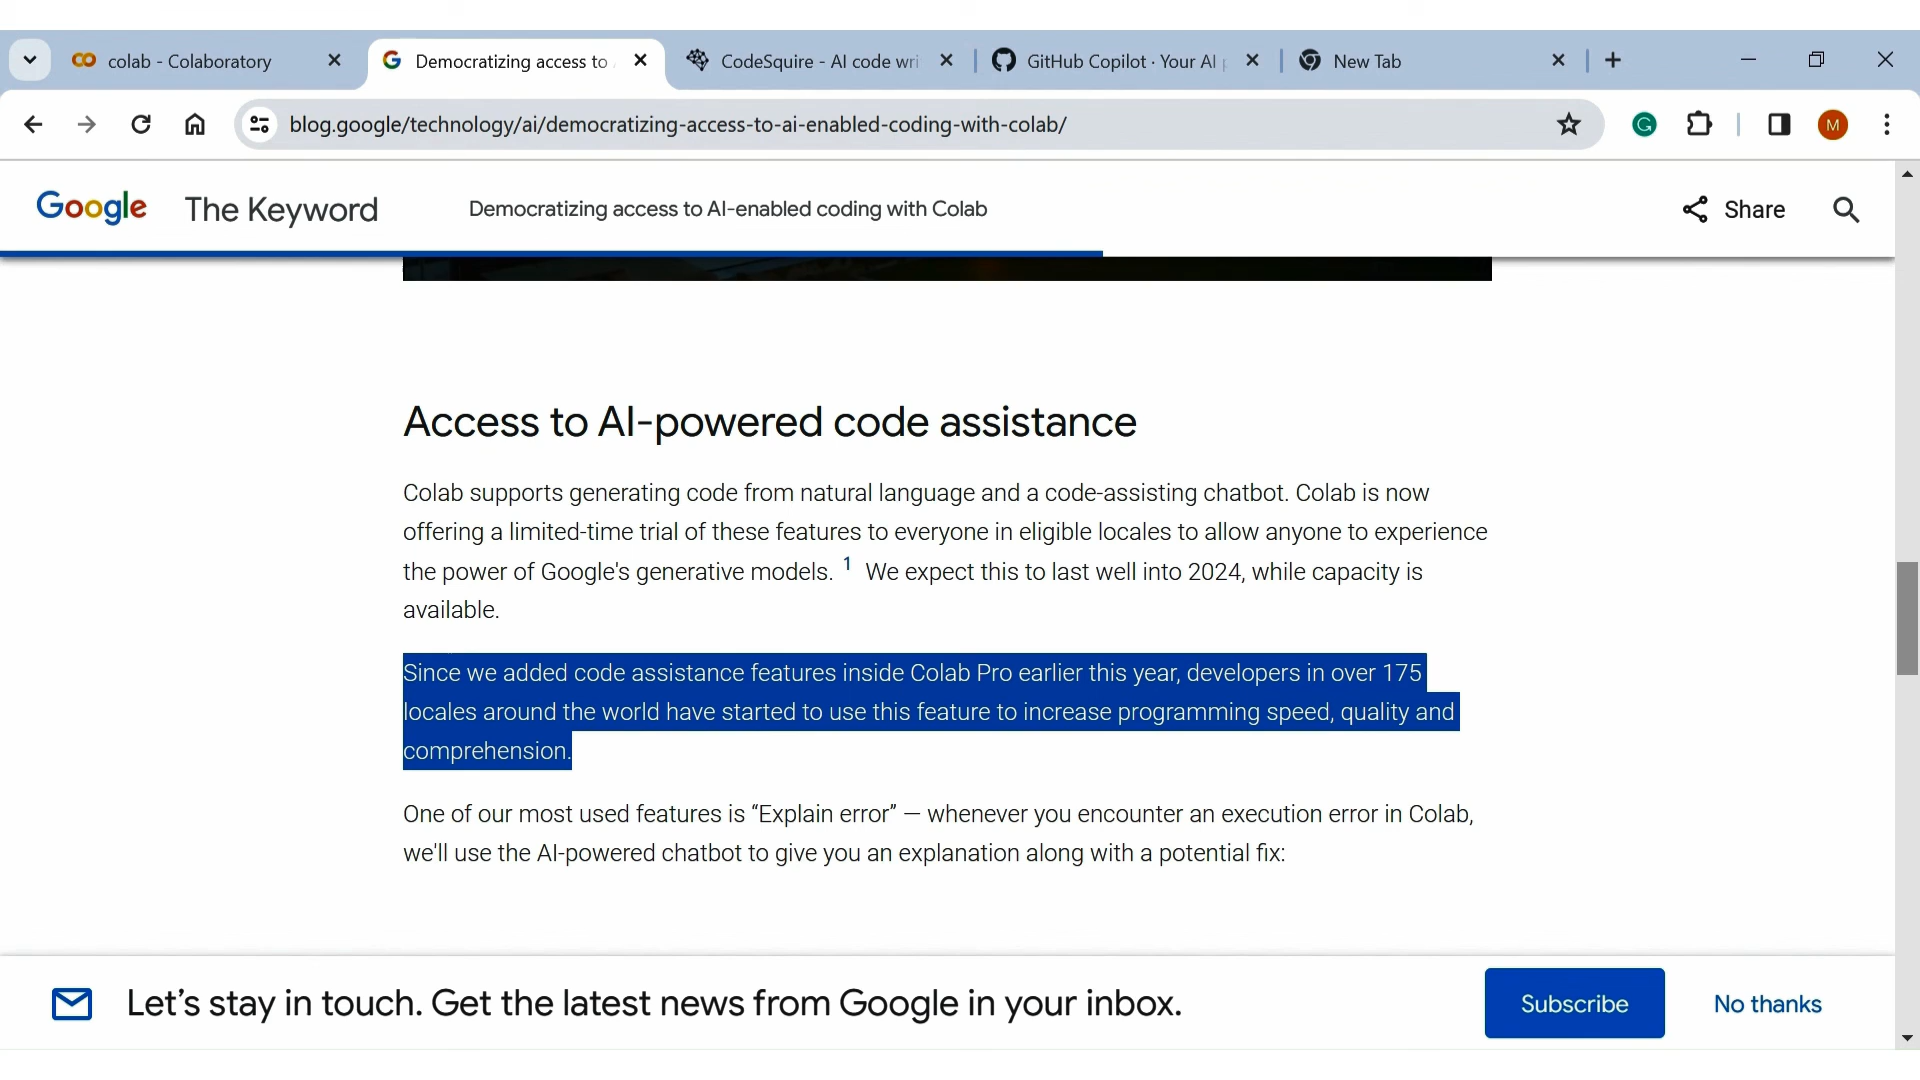 colab - Colaboratory
Democratizing access to
CodeSquire - AI code wri
GitHub Copilot · Your AI p
New Tab
blog.google/technology/ai/democratizing-access-to-ai-enabled-coding-with-colab/
G
M
Google The Keyword
Democratizing access to AI-enabled coding with Colab
Share
Access to AI-powered code assistance
Colab supports generating code from natural language and a code-assisting chatbot. Colab is now
offering a limited-time trial of these features to everyone in eligible locales to allow anyone to experience
the power of Google's generative models. 1 We expect this to last well into 2024, while capacity is
available.
Since we added code assistance features inside Colab Pro earlier this year, developers in over 175
locales around the world have started to use this feature to increase programming speed, quality and
comprehension.
One of our most used features is “Explain error” — whenever you encounter an execution error in Colab,
we'll use the AI-powered chatbot to give you an explanation along with a potential fix:
Let’s stay in touch. Get the latest news from Google in your inbox.
Subscribe
No thanks